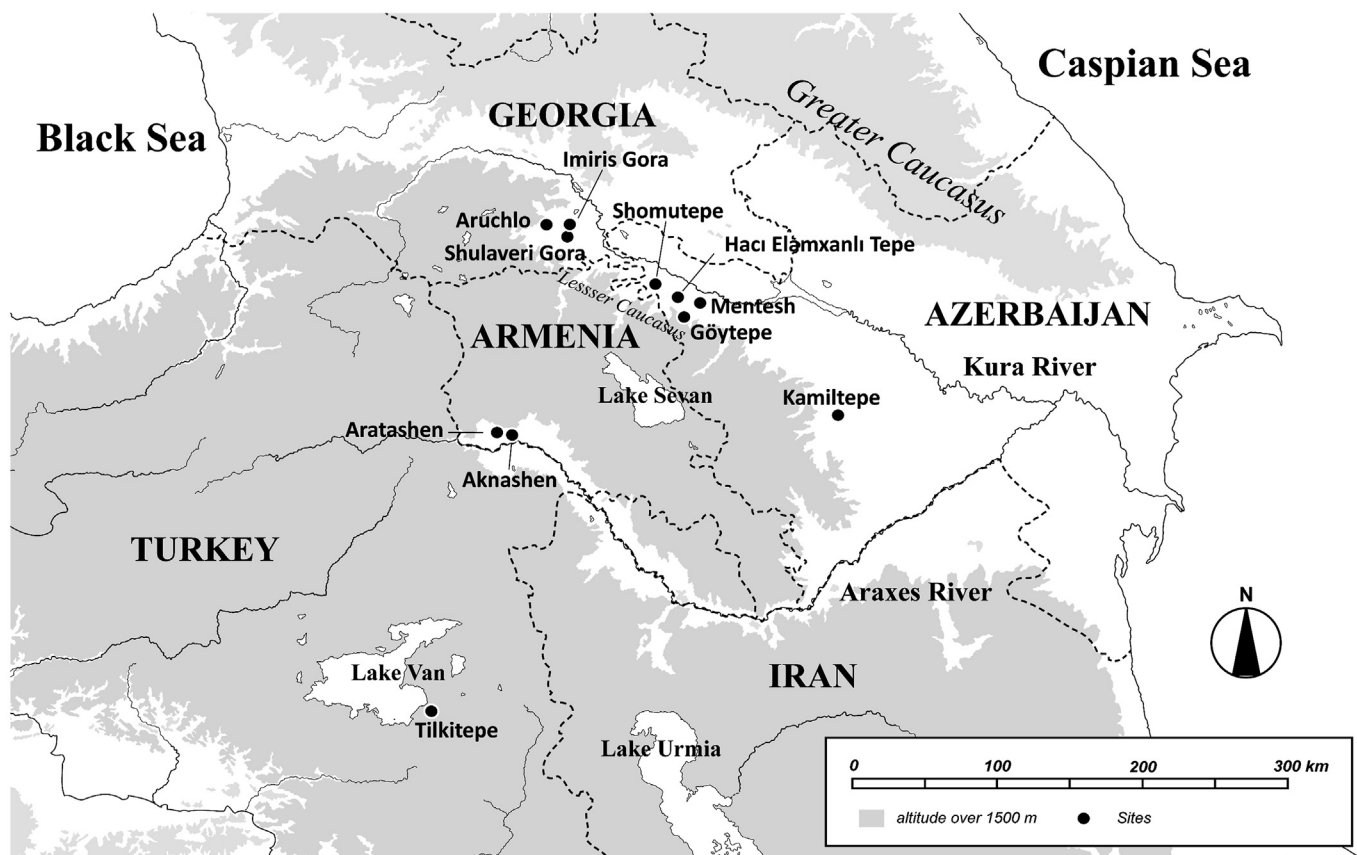 Caspian Sea
Greater Caucasus
GEORGIA
Black Sea
Imiris Gora
Shomutepe
Aruchlo
Hacı Elamxanlı Tepe
Shulaveri Gora
Lessser Caucasus
Mentesh
AZERBAIJAN
ARMENIA
Göytepe
Kura River
Lake Sevan
Kamiltepe
Aratashen
Aknashen
TURKEY
Araxes River
N
Lake Van
IRAN
Tilkitepe
Lake Urmia
0 100 200 300 km
altitude over 1500 m Sites